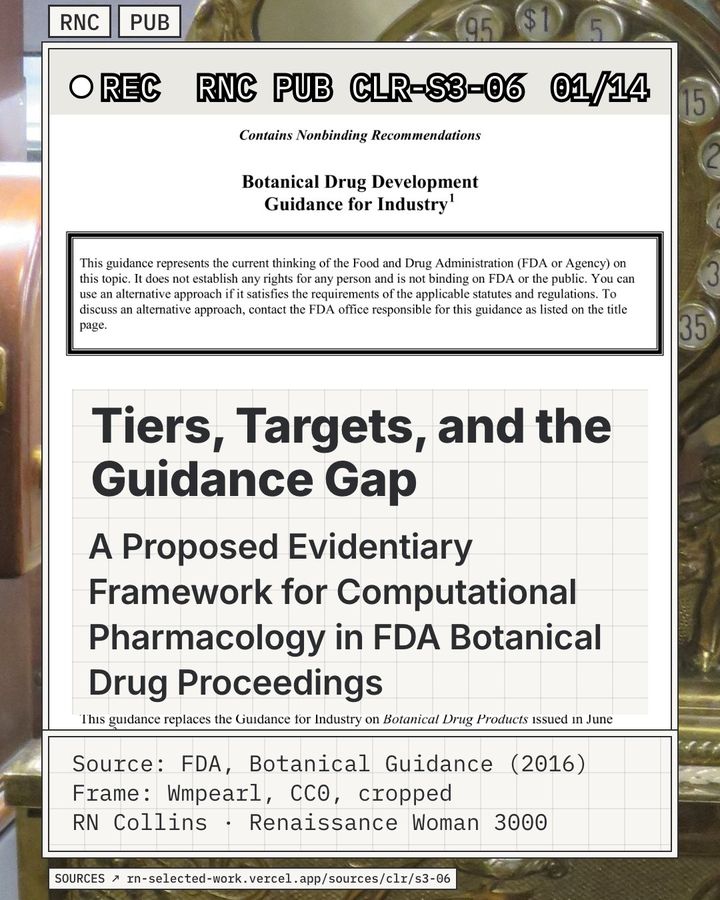 RNC PUB
95 $1 5
15
2
3
35
REC RNC PUB CLR-S3-06 01/14
Contains Nonbinding Recommendations
Botanical Drug Development
Guidance for Industry1
This guidance represents the current thinking of the Food and Drug Administration (FDA or Agency) on
this topic. It does not establish any rights for any person and is not binding on FDA or the public. You can
use an alternative approach if it satisfies the requirements of the applicable statutes and regulations. To
discuss an alternative approach, contact the FDA office responsible for this guidance as listed on the title
page.
Tiers, Targets, and the
Guidance Gap
A Proposed Evidentiary
Framework for Computational
Pharmacology in FDA Botanical
Drug Proceedings
This guidance replaces the Guidance for Industry on Botanical Drug Products issued in June
Source: FDA, Botanical Guidance (2016)
Frame: Wmpearl, CC0, cropped
RN Collins · Renaissance Woman 3000
SOURCES ↗ rn-selected-work.vercel.app/sources/clr/s3-06